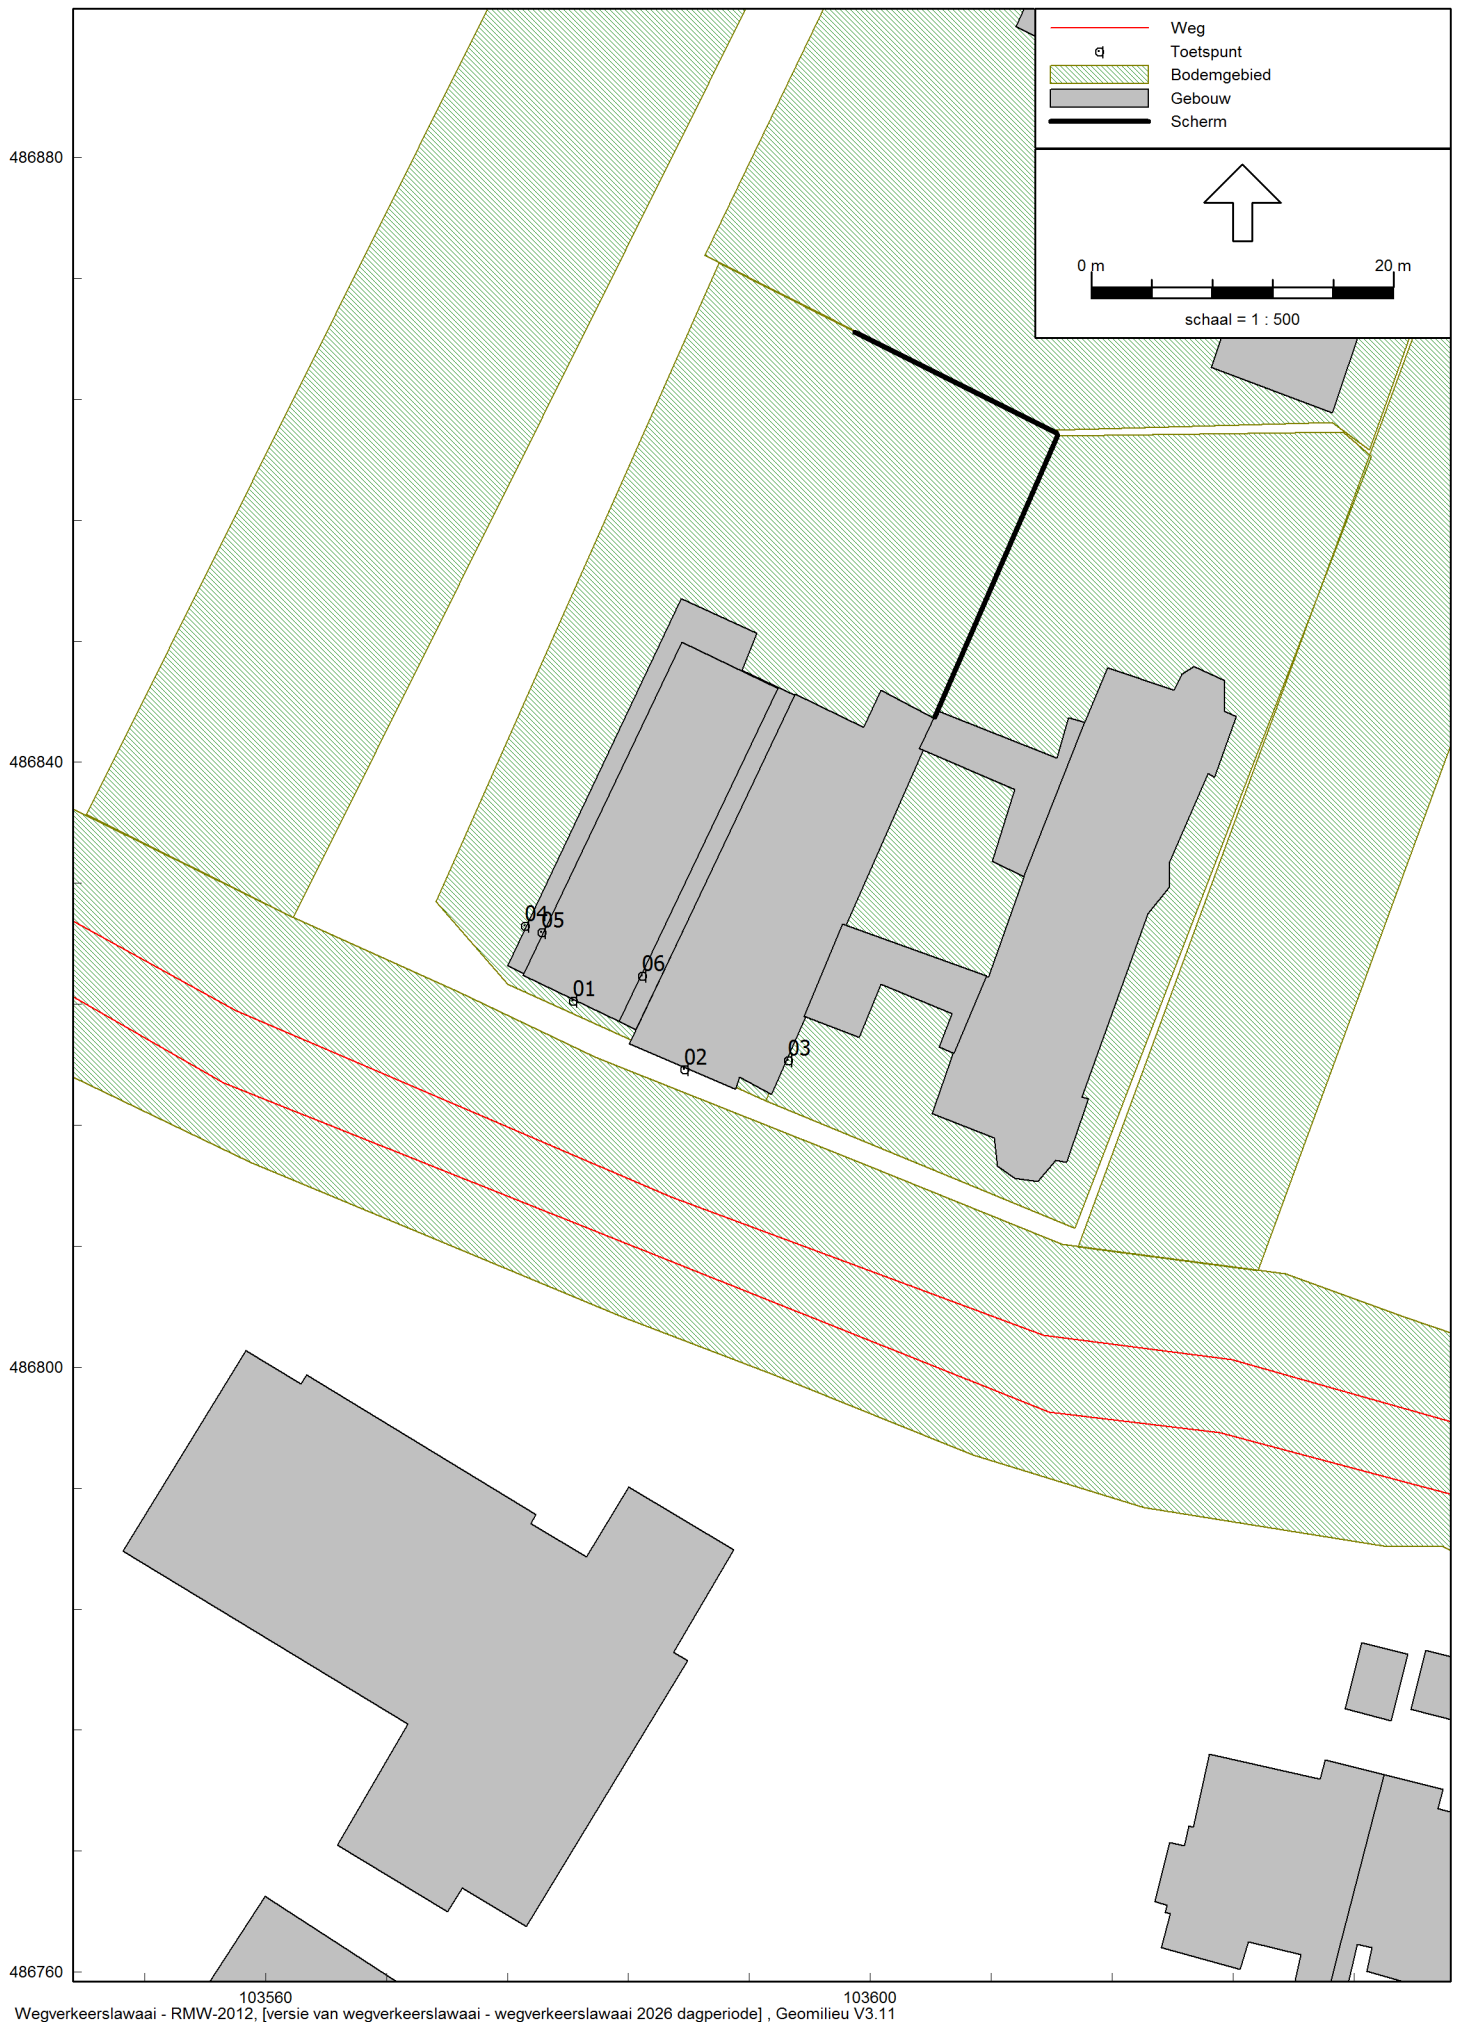 Weg
Toetspunt
Bodemgebied
Gebouw
Scherm
486880
0 m 20 m
schaal = 1 : 500
486840
04
05
06
01
02
03
486800
486760
103560 103600
Wegverkeerslawaai - RMW-2012, [versie van wegverkeerslawaai - wegverkeerslawaai 2026 dagperiode] , Geomilieu V3.11